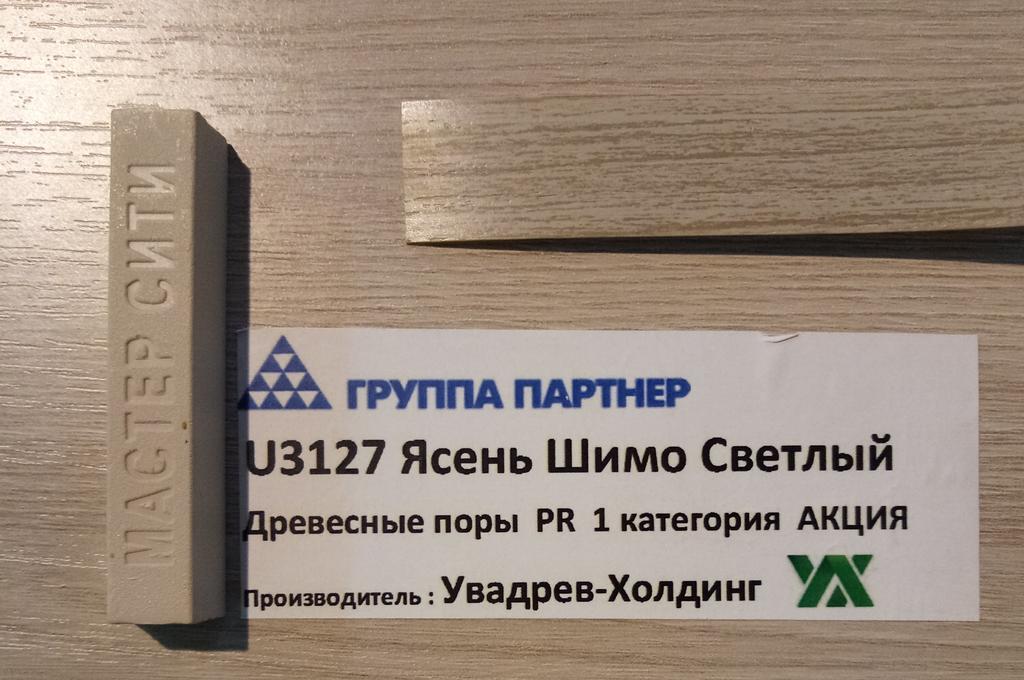 МАСТЕР СИТИ
ГРУППА ПАРТНЕР
U3127 Ясень Шимо Светлый
Древесные поры PR 1 категория АКЦИЯ
Производитель : Увадрев-Холдинг